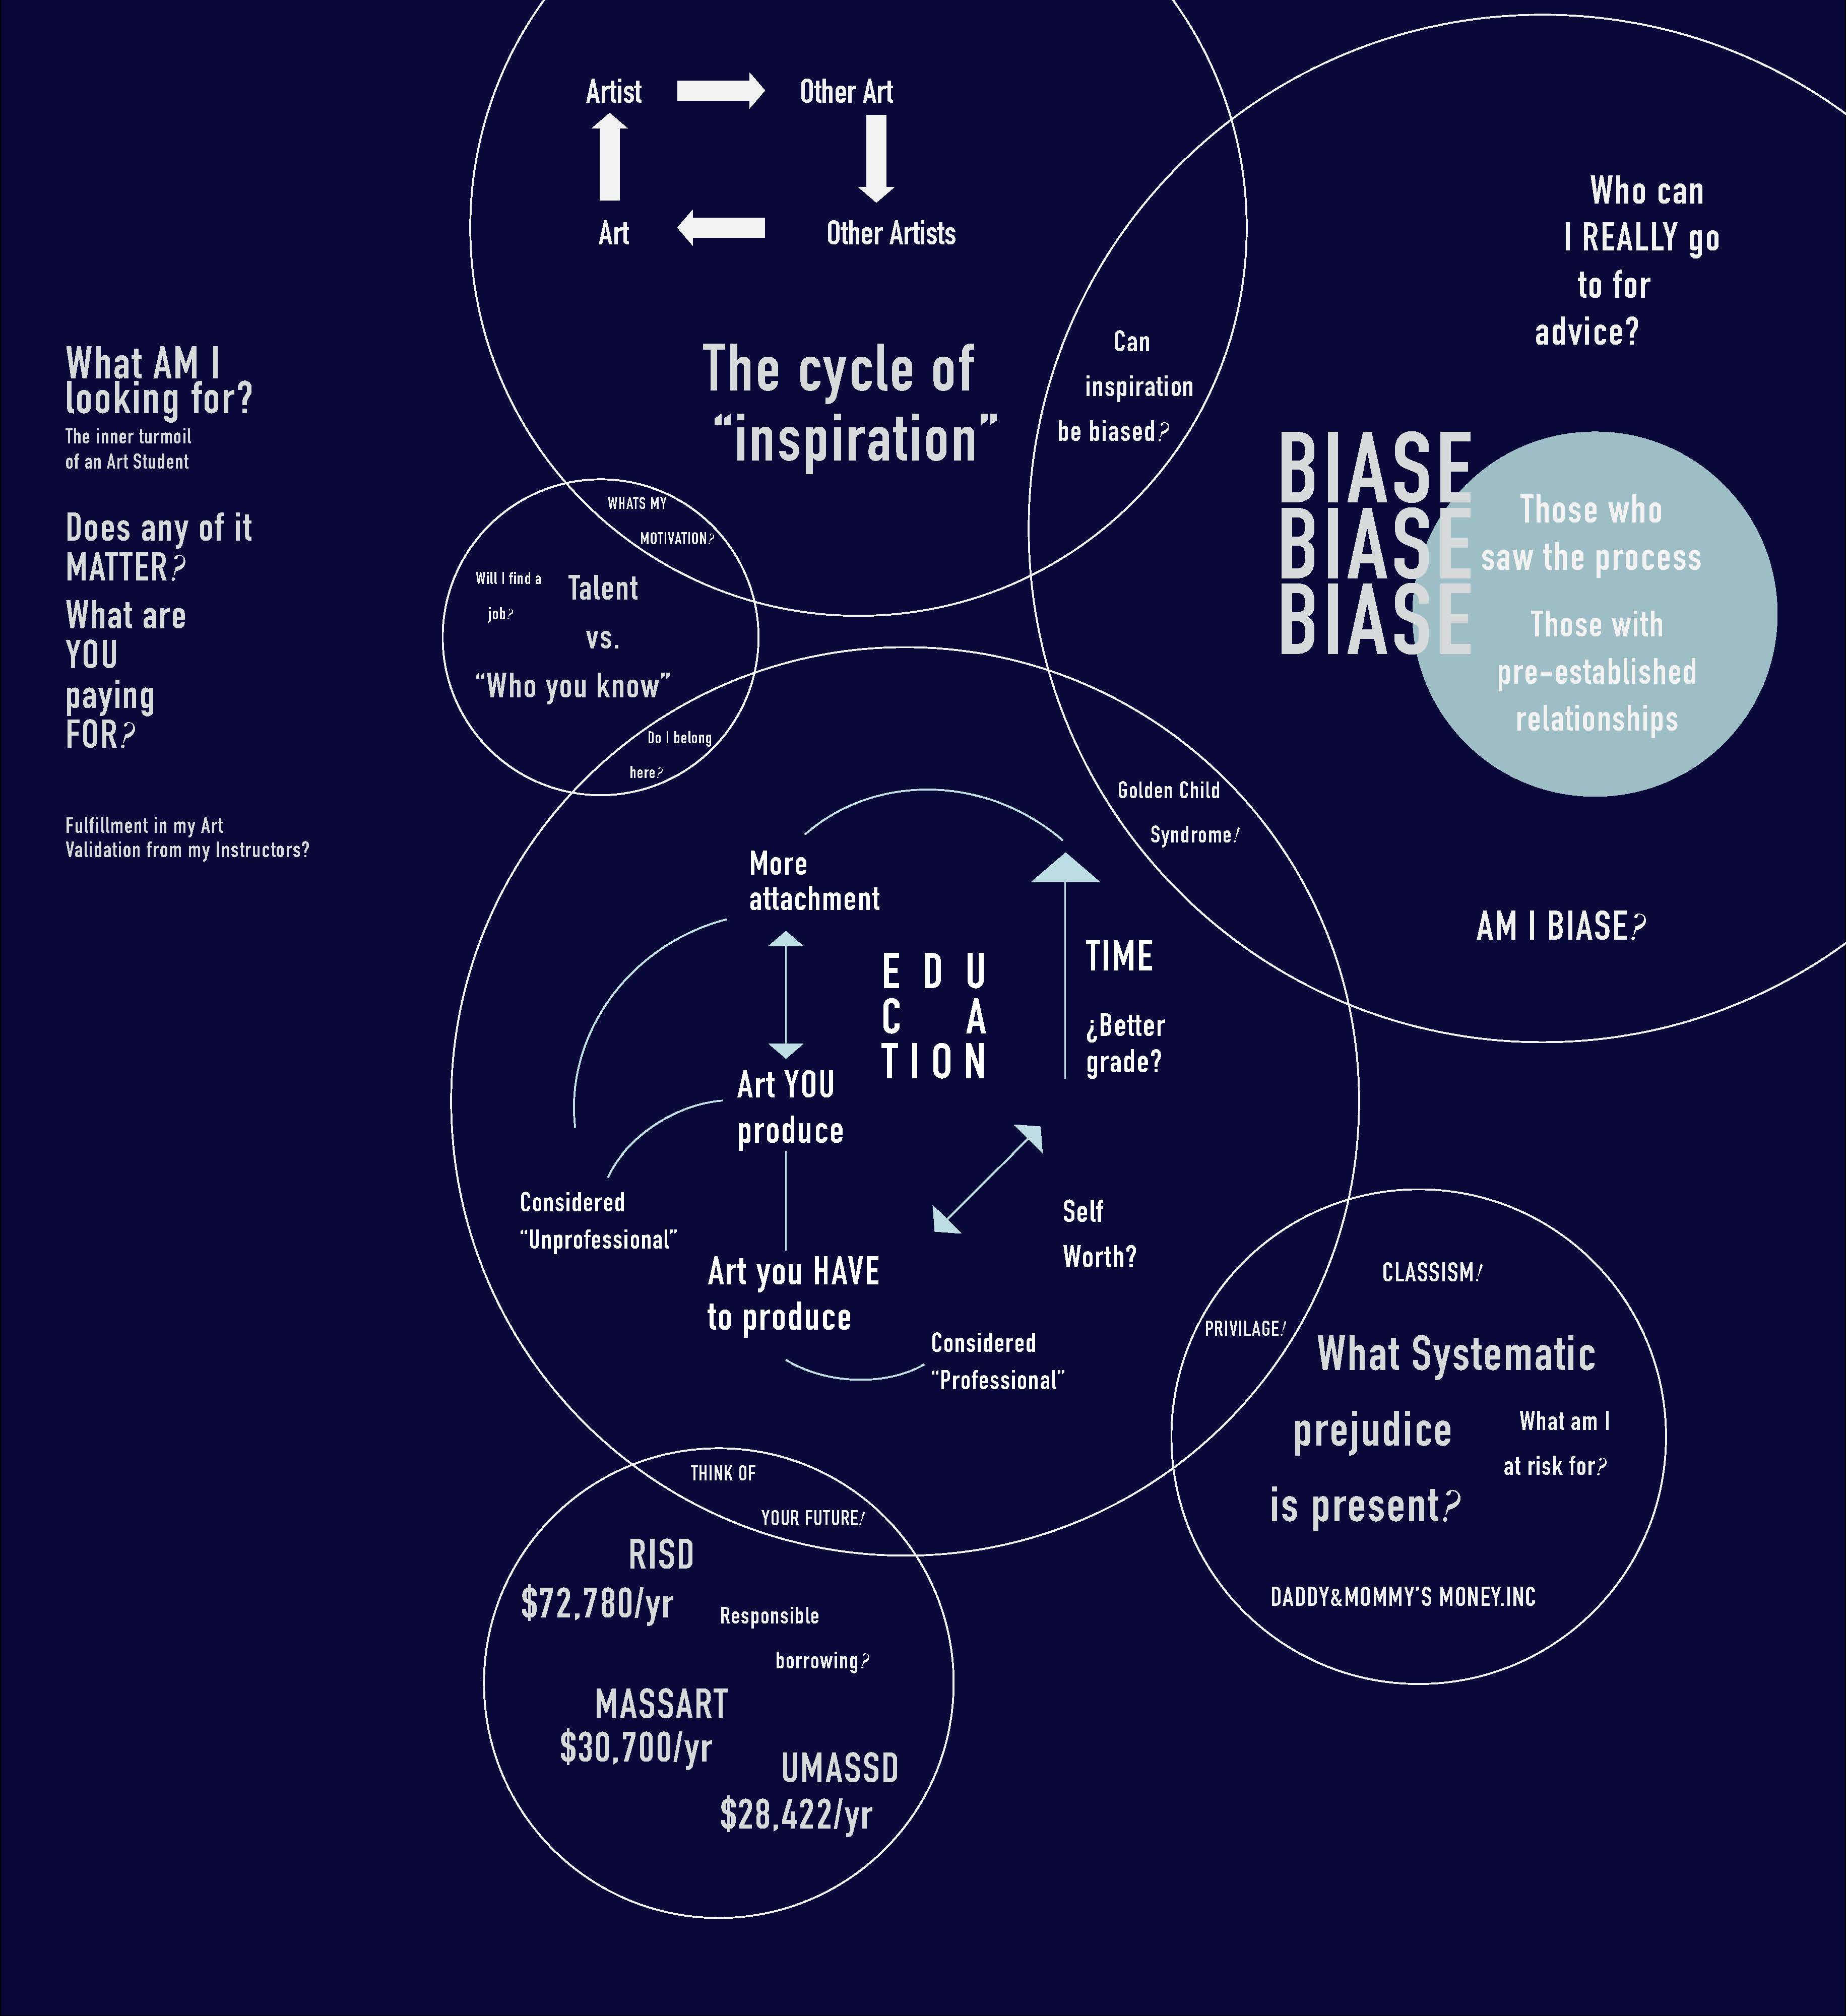 What AM I
looking for?
The inner turmoil
of an Art Student
Does any of it
MATTER?
What are
YOU
paying
FOR?
Fulfillment in my Art
Validation from my Instructors?
Artist
Other Art
Art
Other Artists
The cycle of
“inspiration”
Can
inspiration
be biased?
Who can
I REALLY go
to for
advice?
BIASE
BIASE
BIASE
Those who
saw the process
Those with
pre-established
relationships
AM I BIASE?
WHATS MY
MOTIVATION?
Will I find a
job?
Talent
vs.
“Who you know”
Do I belong
here?
Golden Child
Syndrome!
More
attachment
E D U
C A
T I O N
TIME
¿Better
grade?
Art YOU
produce
Considered
“Unprofessional”
Self
Worth?
Art you HAVE
to produce
Considered
“Professional”
PRIVILAGE!
CLASSISM!
What Systematic
prejudice
is present?
What am I
at risk for?
DADDY&MOMMY’S MONEY.INC
THINK OF
YOUR FUTURE!
RISD
$72,780/yr
Responsible
borrowing?
MASSART
$30,700/yr
UMASSD
$28,422/yr